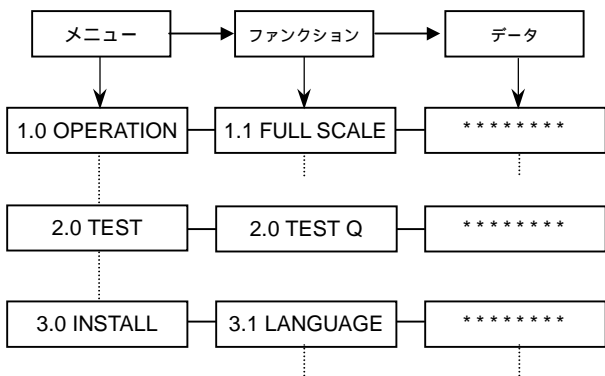 メニュー ファンクション データ
1.0 OPERATION 1.1 FULL SCALE ********
2.0 TEST 2.0 TEST Q ********
3.0 INSTALL 3.1 LANGUAGE ********